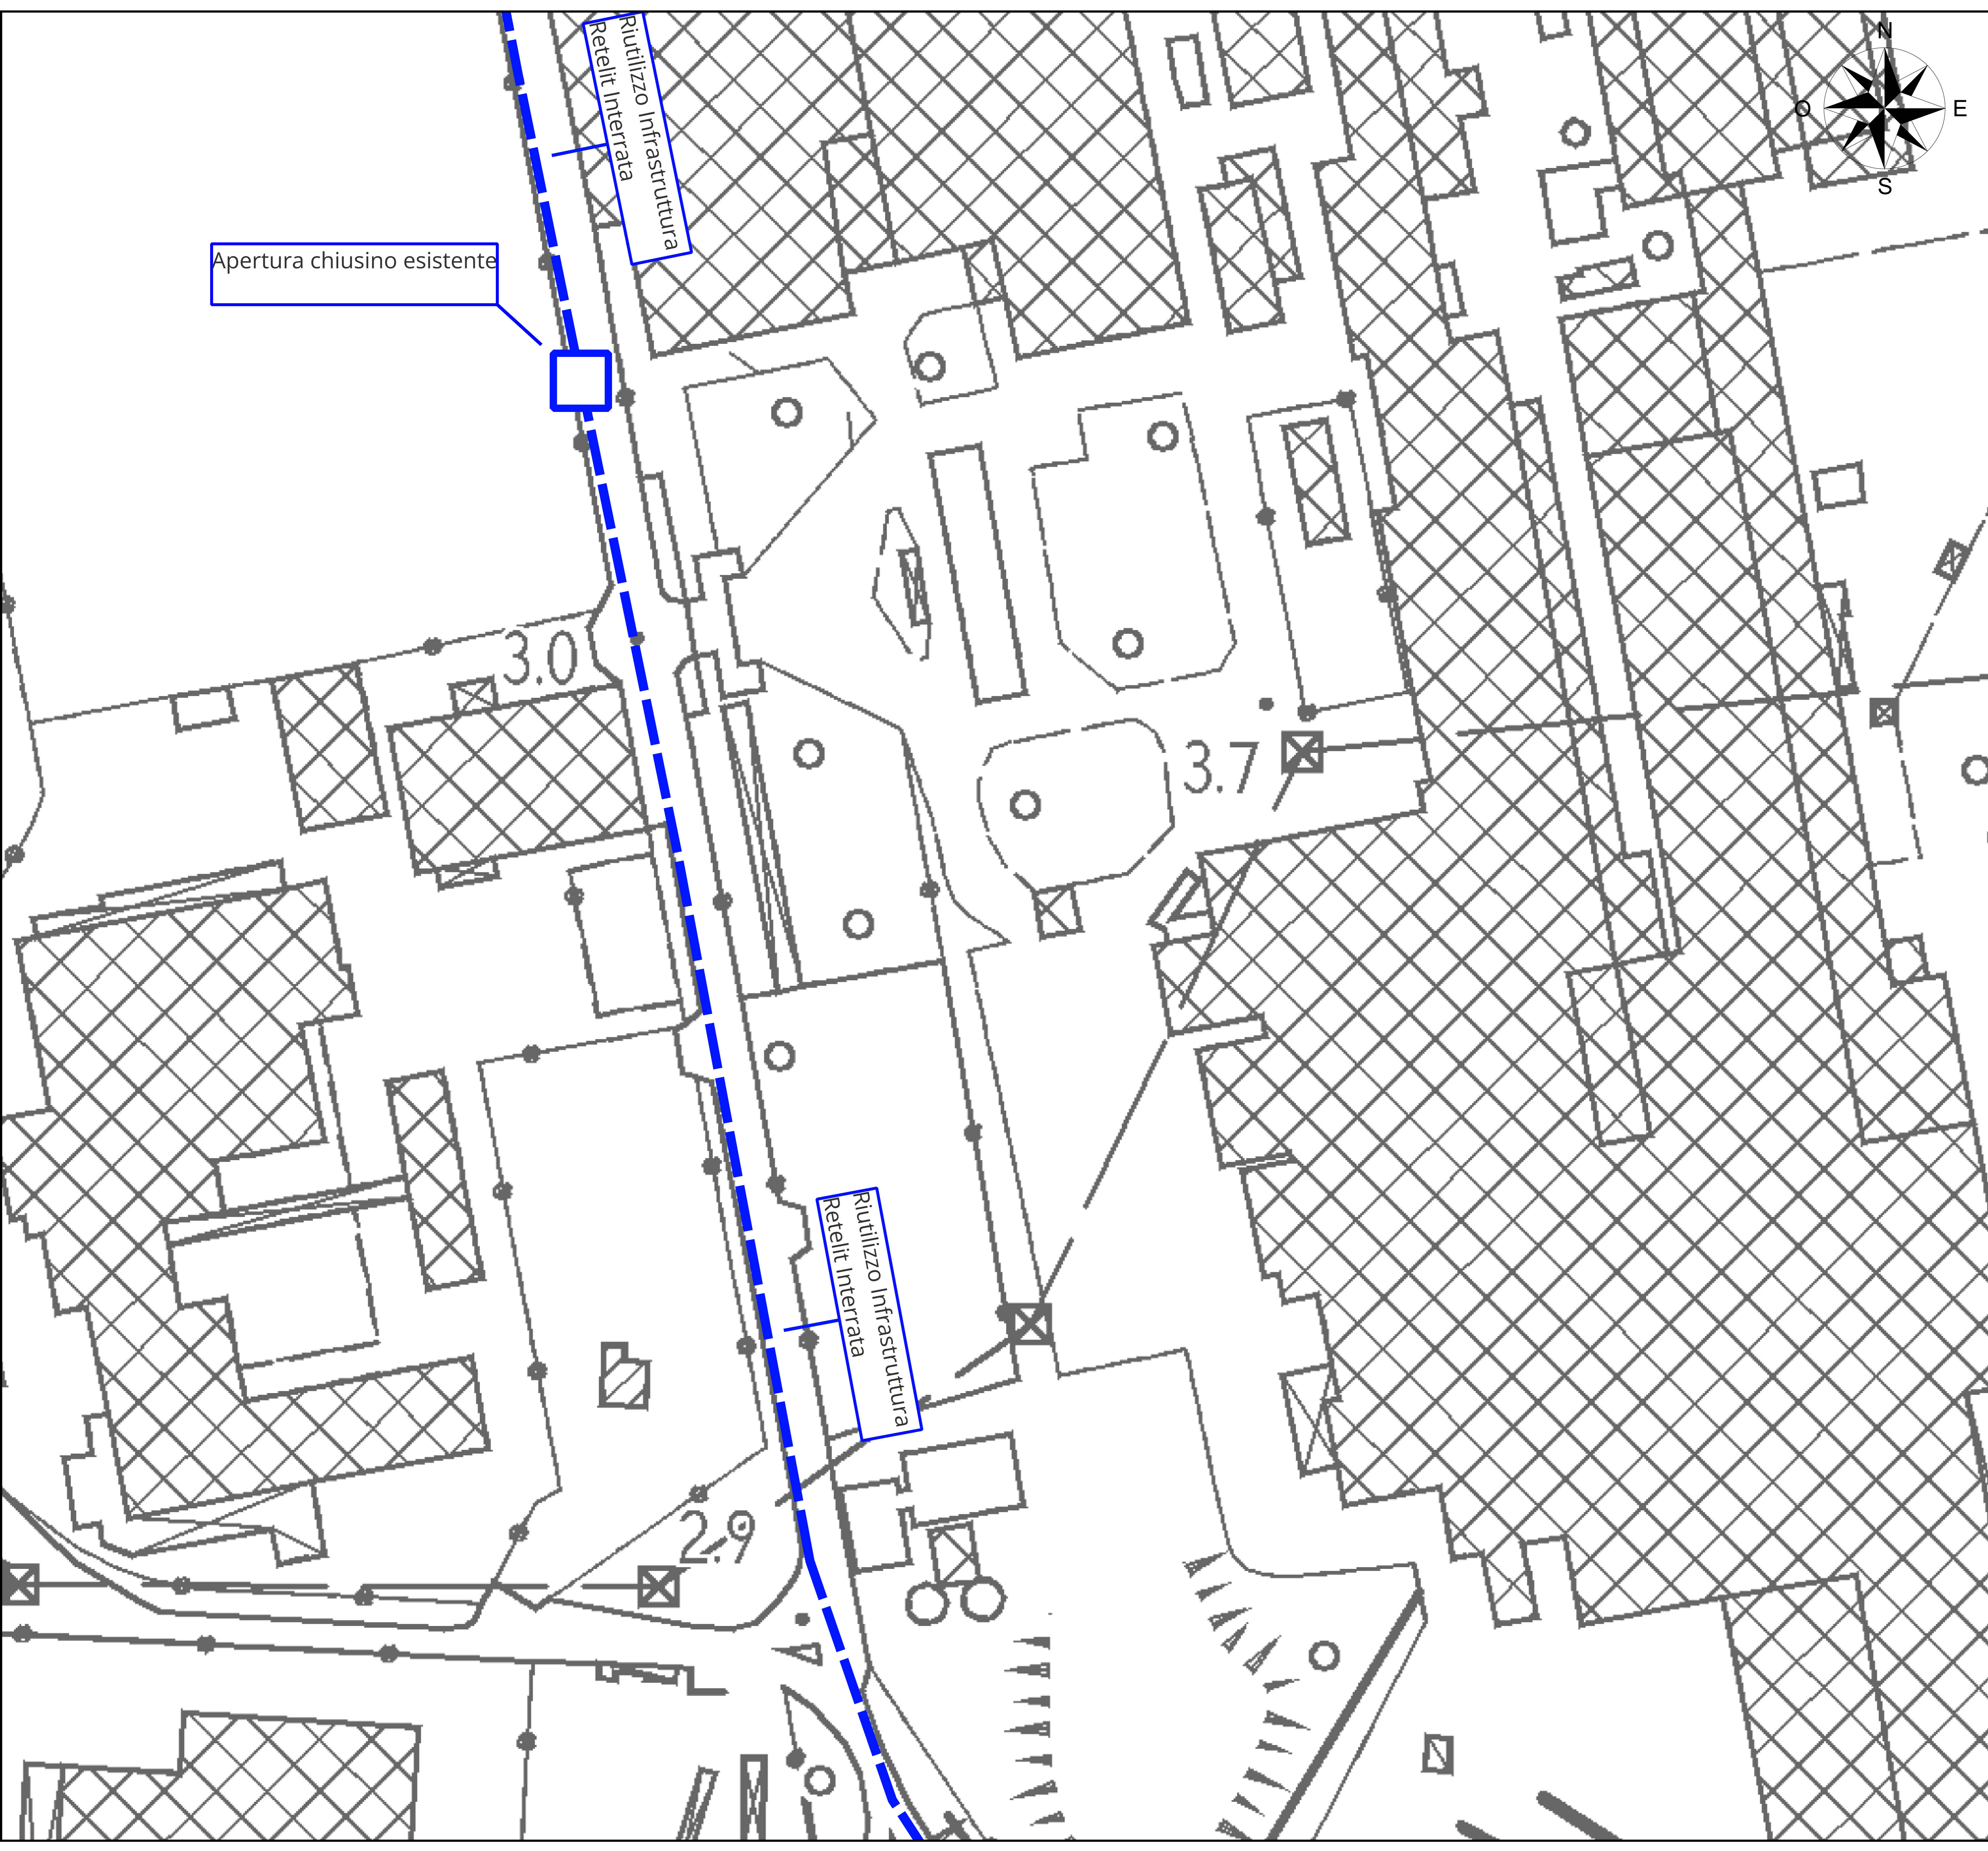 N
O
E
S
Riutilizzo Infrastruttura
Retelit Interrata
Apertura chiusino esistente
3.0
3.7
Riutilizzo Infrastruttura
Retelit Interrata
2.9